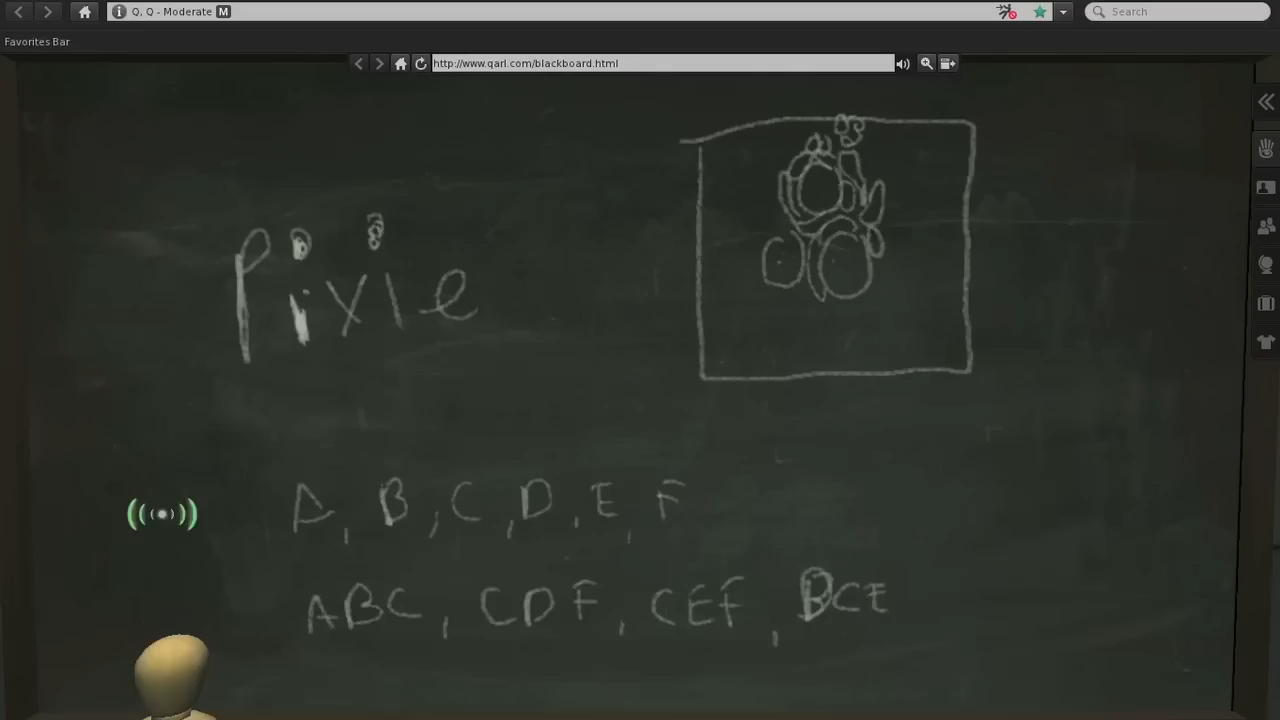 Q, Q - Moderate M
Search
Favorites Bar
http://www.qarl.com/blackboard.html
Pixie
A, B, C, D, E, F
ABC, CDF, CEF, BCE